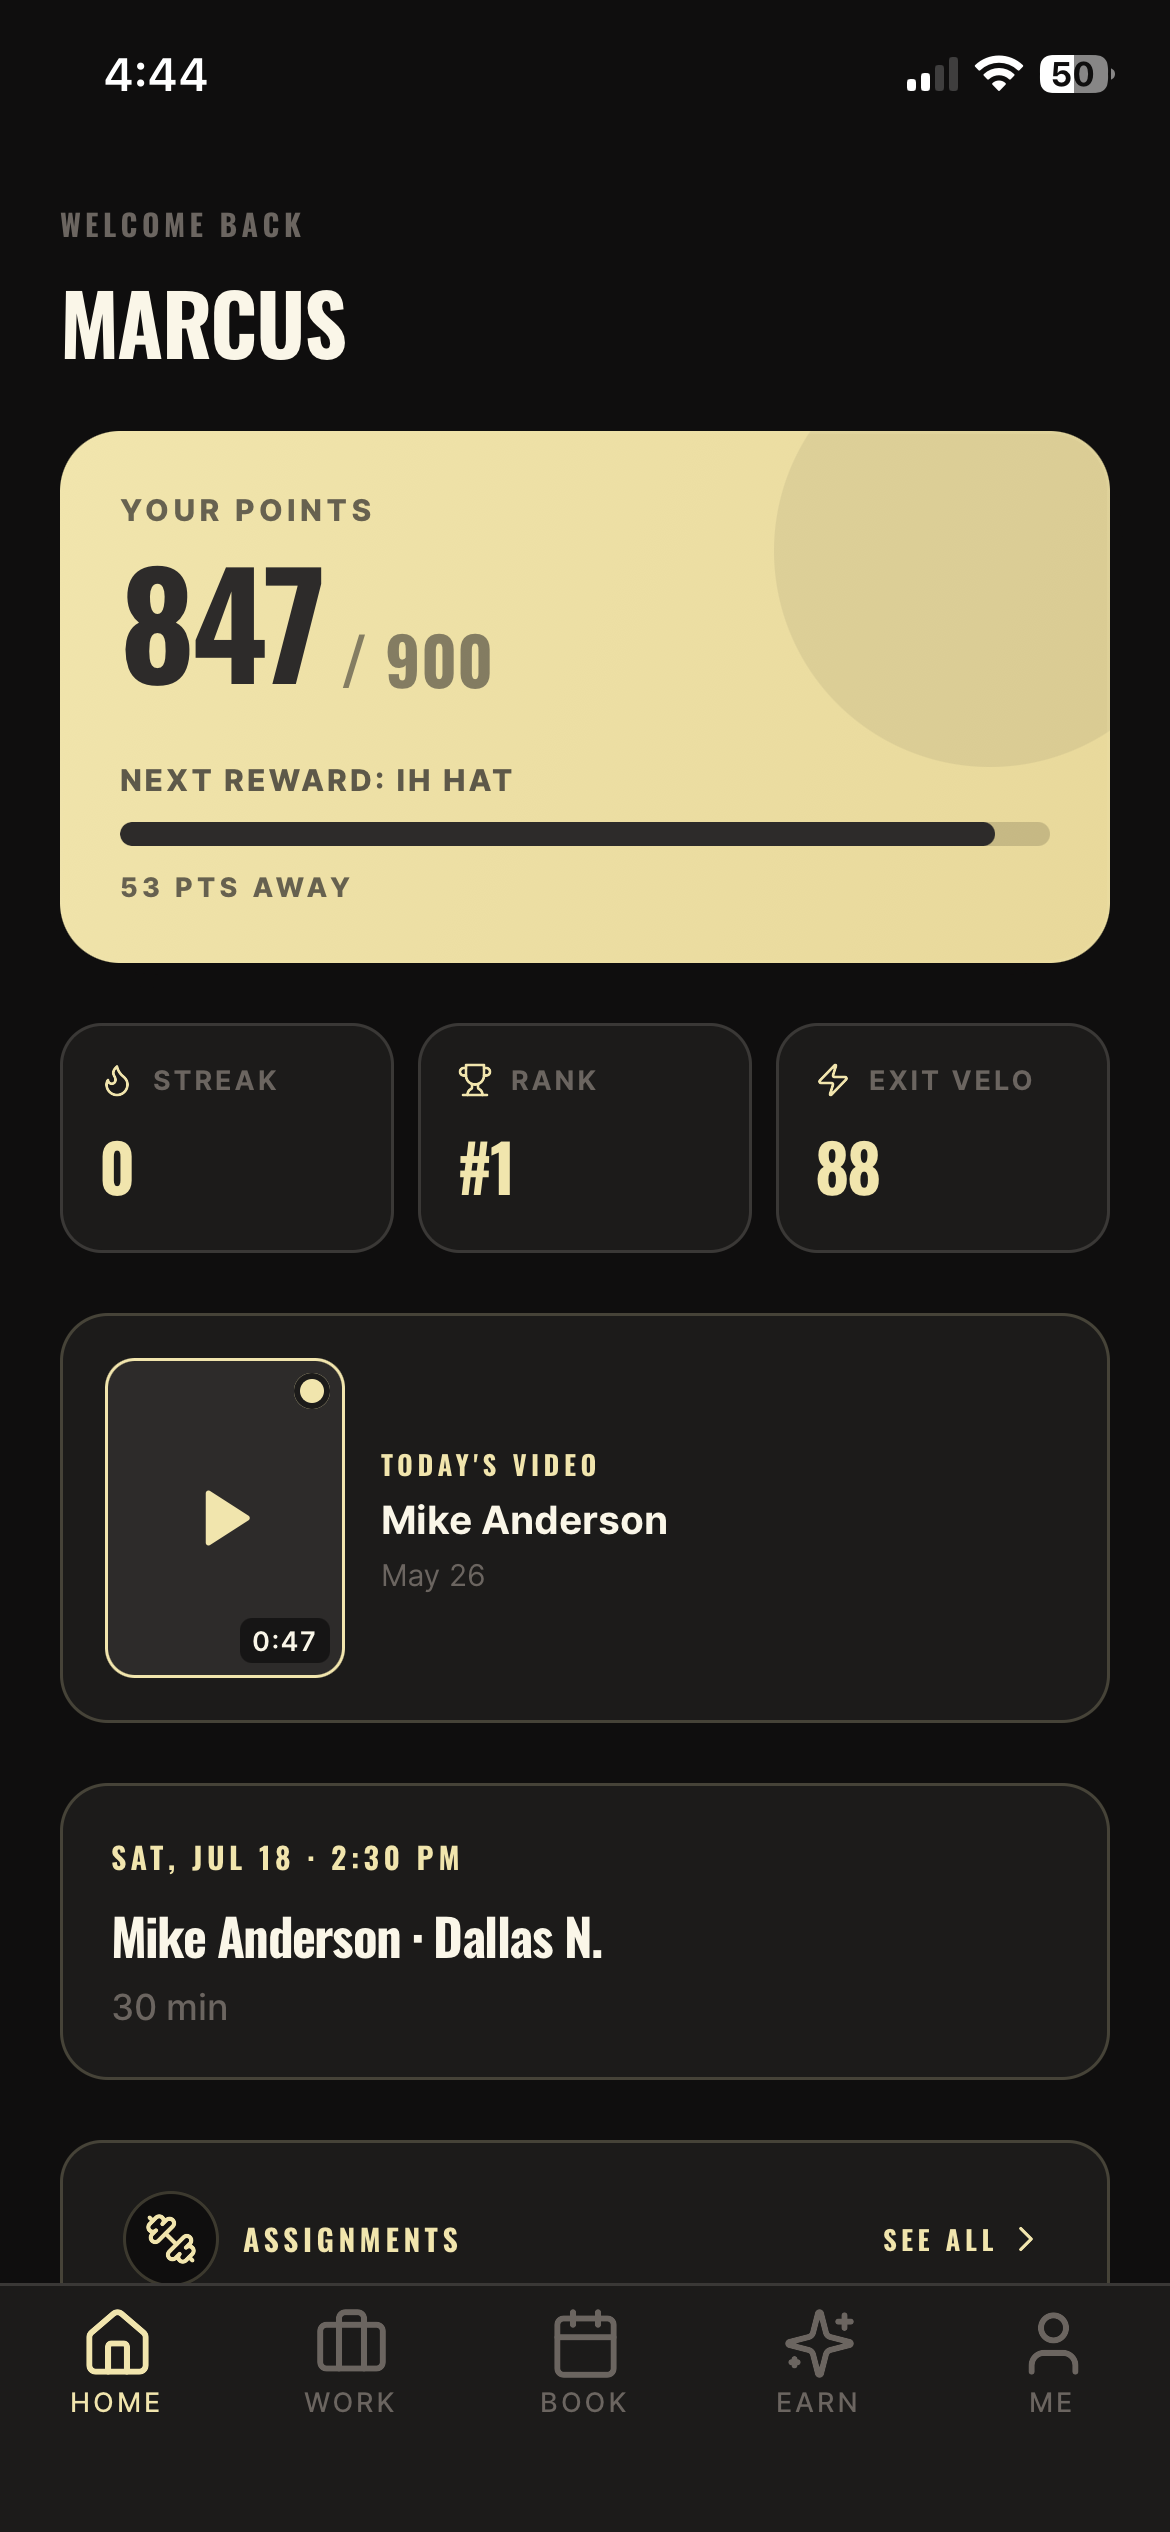 4:44
50
WELCOME BACK
MARCUS
YOUR POINTS
847 / 900
NEXT REWARD: IH HAT
53 PTS AWAY
STREAK
0
RANK
#1
EXIT VELO
88
TODAY'S VIDEO
Mike Anderson
May 26
0:47
SAT, JUL 18 · 2:30 PM
Mike Anderson · Dallas N.
30 min
ASSIGNMENTS
SEE ALL
HOME
WORK
BOOK
EARN
ME